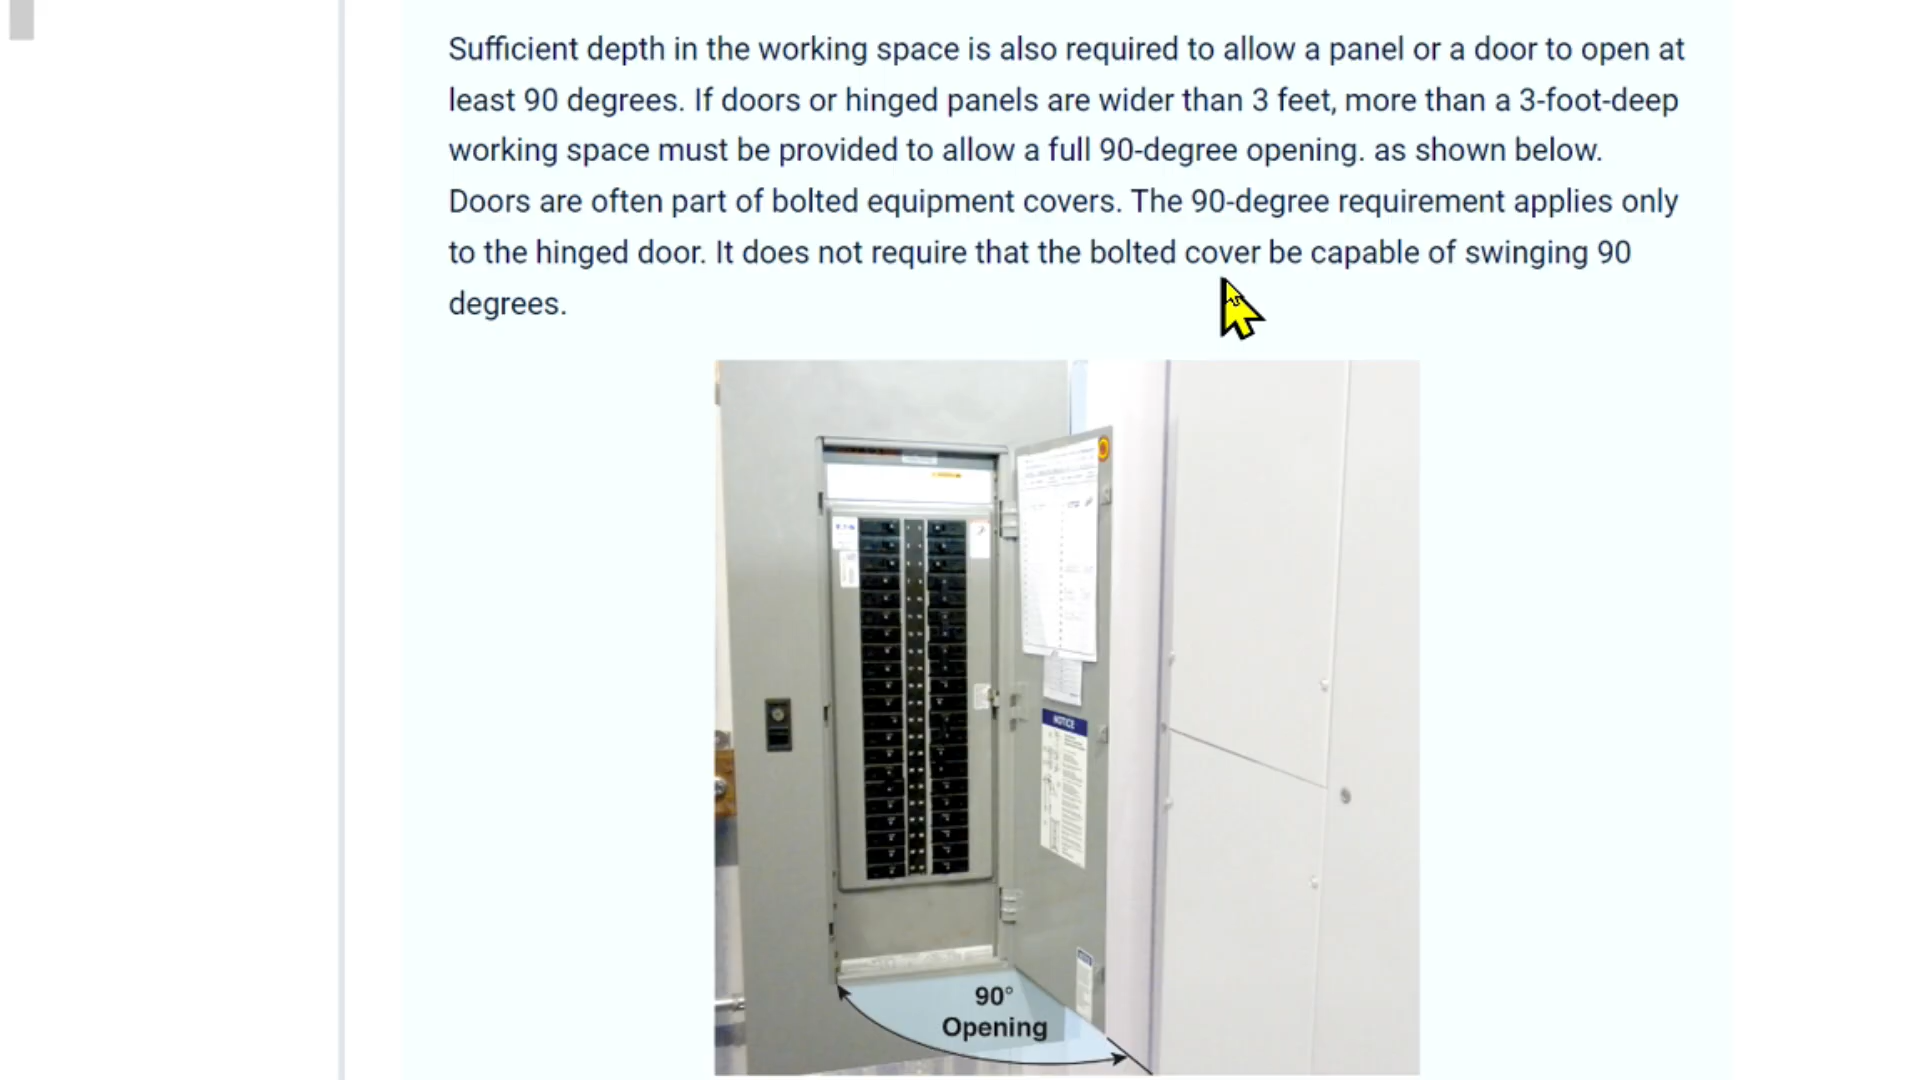 Sufficient depth in the working space is also required to allow a panel or a door to open at
least 90 degrees. If doors or hinged panels are wider than 3 feet, more than a 3-foot-deep
working space must be provided to allow a full 90-degree opening. as shown below.
Doors are often part of bolted equipment covers. The 90-degree requirement applies only
to the hinged door. It does not require that the bolted cover be capable of swinging 90
degrees.
NOTICE
90°
Opening